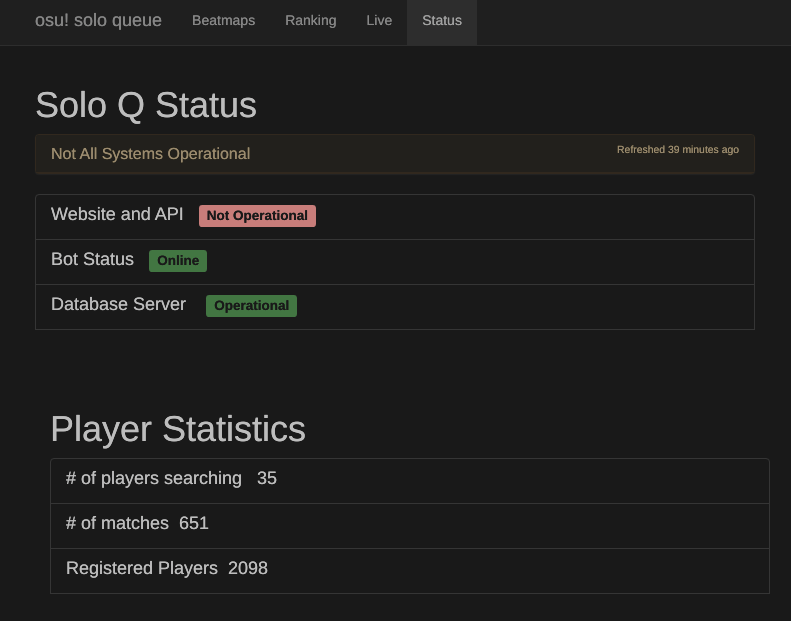 osu! solo queue Beatmaps Ranking Live Status
Solo Q Status
Not All Systems Operational Refreshed 39 minutes ago
Website and API Not Operational
Bot Status Online
Database Server Operational
Player Statistics
# of players searching 35
# of matches 651
Registered Players 2098